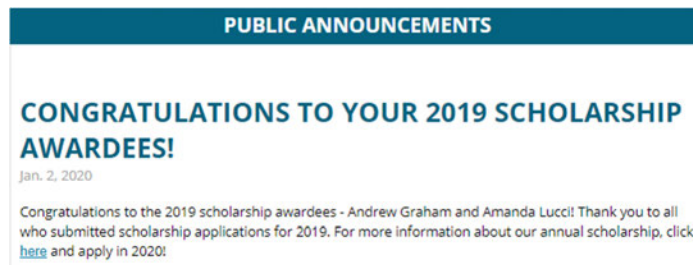 PUBLIC ANNOUNCEMENTS
CONGRATULATIONS TO YOUR 2019 SCHOLARSHIP
AWARDEES!
Jan. 2, 2020
Congratulations to the 2019 scholarship awardees - Andrew Graham and Amanda Lucci! Thank you to all
who submitted scholarship applications for 2019. For more information about our annual scholarship, click
here and apply in 2020!